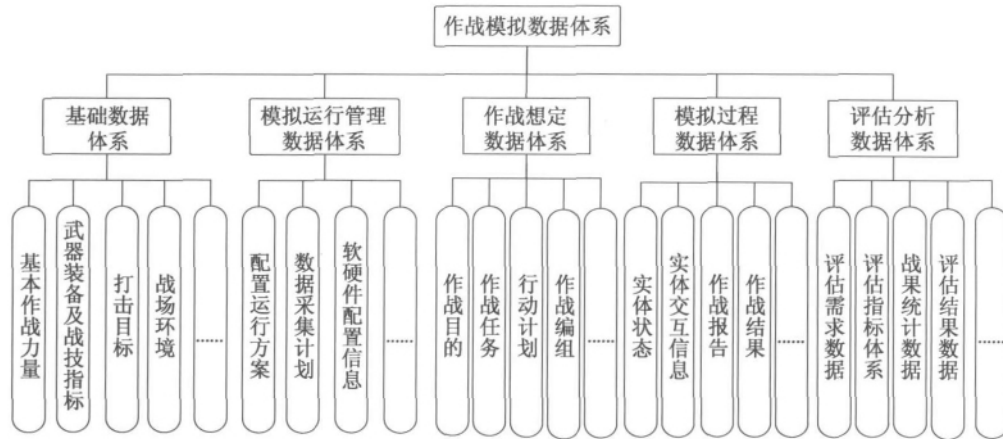 作战模拟数据体系
基础数据
体系
模拟运行管理
数据体系
作战想定
数据体系
模拟过程
数据体系
评估分析
数据体系
基本作战力量
武器装备及战技指标
打击目标
战场环境
……
配置运行方案
数据采集计划
软硬件配置信息
……
作战目的
作战任务
行动计划
作战编组
……
实体状态
实体交互信息
作战报告
作战结果
……
评估需求数据
评估指标体系
战果统计数据
评估结果数据
……